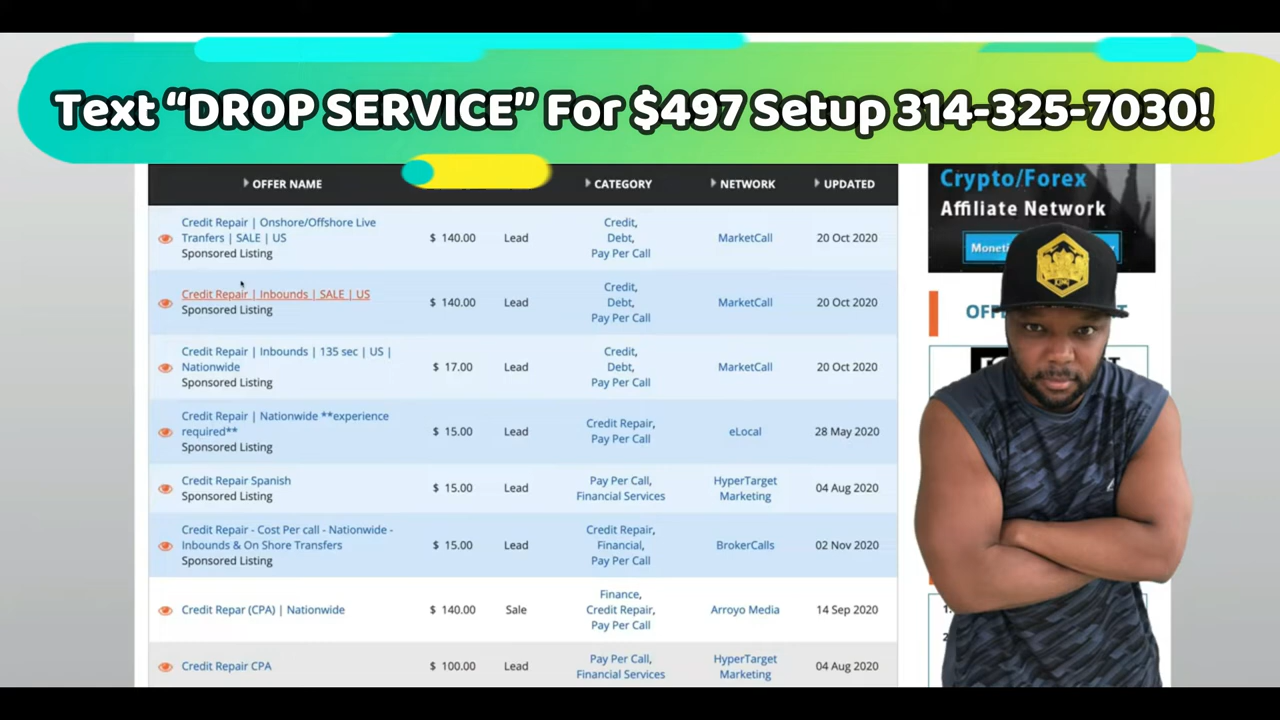 Text “DROP SERVICE” For $497 Setup 314-325-7030!
OFFER NAME
CATEGORY
NETWORK
UPDATED
Credit Repair | Onshore/Offshore Live
Tranfers | SALE | US
Sponsored Listing
$ 140.00
Lead
Credit,
Debt,
Pay Per Call
MarketCall
20 Oct 2020
Credit Repair | Inbounds | SALE | US
Sponsored Listing
$ 140.00
Lead
Credit,
Debt,
Pay Per Call
MarketCall
20 Oct 2020
Credit Repair | Inbounds | 135 sec | US |
Nationwide
Sponsored Listing
$ 17.00
Lead
Credit,
Debt,
Pay Per Call
MarketCall
20 Oct 2020
Credit Repair | Nationwide **experience
required**
Sponsored Listing
$ 15.00
Lead
Credit Repair,
Pay Per Call
eLocal
28 May 2020
Credit Repair Spanish
Sponsored Listing
$ 15.00
Lead
Pay Per Call,
Financial Services
HyperTarget
Marketing
04 Aug 2020
Credit Repair - Cost Per call - Nationwide -
Inbounds & On Shore Transfers
Sponsored Listing
$ 15.00
Lead
Credit Repair,
Financial,
Pay Per Call
BrokerCalls
02 Nov 2020
Credit Repar (CPA) | Nationwide
$ 140.00
Sale
Finance,
Credit Repair,
Pay Per Call
Arroyo Media
14 Sep 2020
Credit Repair CPA
$ 100.00
Lead
Pay Per Call,
Financial Services
HyperTarget
Marketing
04 Aug 2020
Crypto/Forex
Affiliate Network